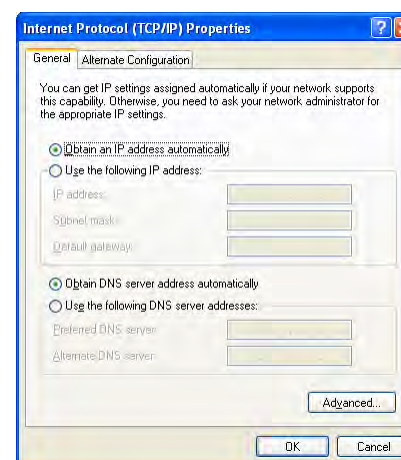 Internet Protocol (TCP/IP) Properties
?
General
Alternate Configuration
You can get IP settings assigned automatically if your network supports
this capability. Otherwise, you need to ask your network administrator for
the appropriate IP settings.
Obtain an IP address automatically
Use the following IP address:
IP address:
Subnet mask:
Default gateway:
Obtain DNS server address automatically
Use the following DNS server addresses:
Preferred DNS server:
Alternate DNS server:
Advanced...
OK
Cancel